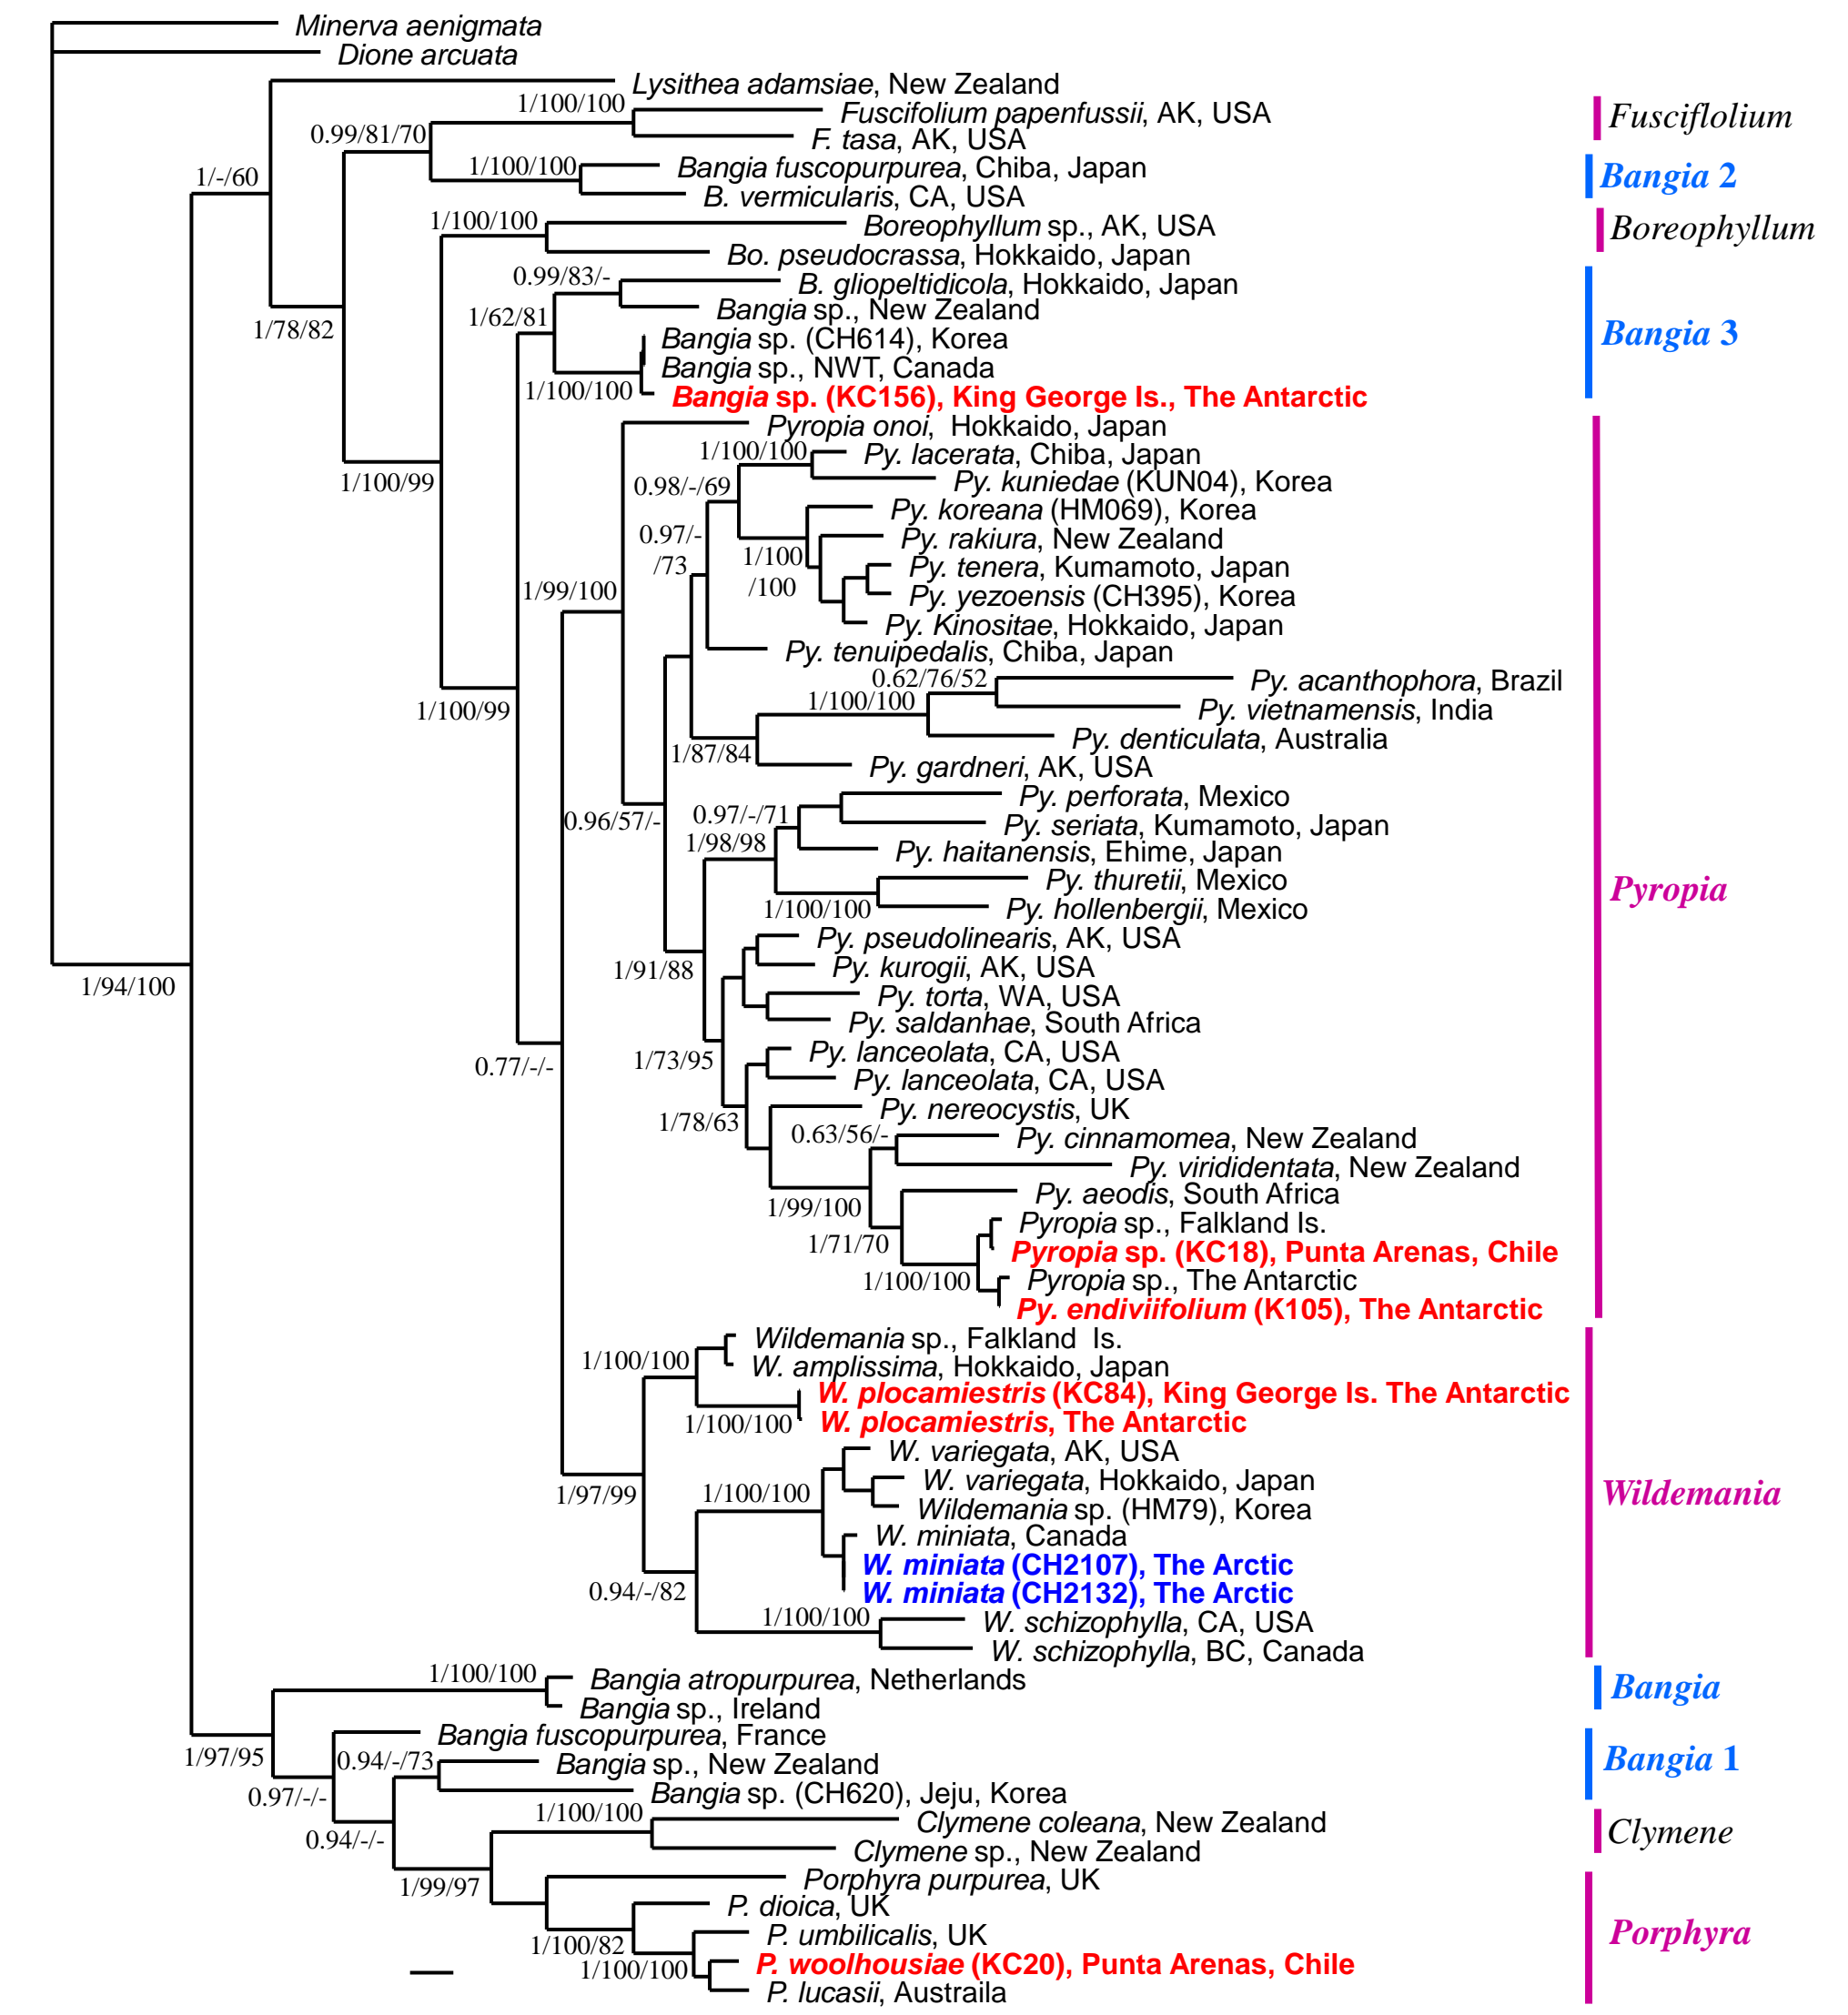 Minerva aenigmata
Dione arcuata
Lysithea adamsiae, New Zealand
1/100/100
Fuscifolium papenfussii, AK, USA
Fusciflolium
0.99/81/70
F. tasa, AK, USA
1/100/100
Bangia fuscopurpurea, Chiba, Japan
Bangia 2
1/-/60
B. vermicularis, CA, USA
1/100/100
Boreophyllum sp., AK, USA
Boreophyllum
Bo. pseudocrassa, Hokkaido, Japan
0.99/83/-
B. gliopeltidicola, Hokkaido, Japan
Bangia sp., New Zealand
1/62/81
1/78/82
Bangia sp. (CH614), Korea
Bangia 3
Bangia sp., NWT, Canada
1/100/100
Bangia sp. (KC156), King George Is., The Antarctic
Pyropia onoi, Hokkaido, Japan
1/100/100
Py. lacerata, Chiba, Japan
1/100/99
0.98/-/69
Py. kuniedae (KUN04), Korea
Py. koreana (HM069), Korea
0.97/-
/73
Py. rakiura, New Zealand
1/100
/100
Py. tenera, Kumamoto, Japan
1/99/100
Py. yezoensis (CH395), Korea
Py. Kinositae, Hokkaido, Japan
Py. tenuipedalis, Chiba, Japan
0.62/76/52
Py. acanthophora, Brazil
1/100/100
1/100/99
Py. vietnamensis, India
Py. denticulata, Australia
1/87/84
Py. gardneri, AK, USA
Py. perforata, Mexico
0.96/57/-
0.97/-/71
Py. seriata, Kumamoto, Japan
1/98/98
Py. haitanensis, Ehime, Japan
Py. thuretii, Mexico
Pyropia
1/100/100
Py. hollenbergii, Mexico
Py. pseudolinearis, AK, USA
1/91/88
Py. kurogii, AK, USA
1/94/100
Py. torta, WA, USA
Py. saldanhae, South Africa
0.77/-/-
1/73/95
Py. lanceolata, CA, USA
Py. lanceolata, CA, USA
1/78/63
Py. nereocystis, UK
0.63/56/-
Py. cinnamomea, New Zealand
Py. virididentata, New Zealand
1/99/100
Py. aeodis, South Africa
Pyropia sp., Falkland Is.
1/71/70
Pyropia sp. (KC18), Punta Arenas, Chile
1/100/100
Pyropia sp., The Antarctic
Py. endiviifolium (K105), The Antarctic
Wildemania sp., Falkland Is.
1/100/100
W. amplissima, Hokkaido, Japan
W. plocamiestris (KC84), King George Is. The Antarctic
1/100/100
W. plocamiestris, The Antarctic
W. variegata, AK, USA
1/97/99
1/100/100
W. variegata, Hokkaido, Japan
Wildemania
Wildemania sp. (HM79), Korea
W. miniata, Canada
W. miniata (CH2107), The Arctic
0.94/-/82
W. miniata (CH2132), The Arctic
1/100/100
W. schizophylla, CA, USA
W. schizophylla, BC, Canada
1/100/100
Bangia atropurpurea, Netherlands
Bangia
Bangia sp., Ireland
Bangia fuscopurpurea, France
1/97/95
0.94/-/73
Bangia sp., New Zealand
Bangia 1
0.97/-/-
Bangia sp. (CH620), Jeju, Korea
1/100/100
Clymene coleana, New Zealand
0.94/-/-
Clymene
Clymene sp., New Zealand
1/99/97
Porphyra purpurea, UK
P. dioica, UK
P. umbilicalis, UK
Porphyra
1/100/82
P. woolhousiae (KC20), Punta Arenas, Chile
1/100/100
P. lucasii, Austraila